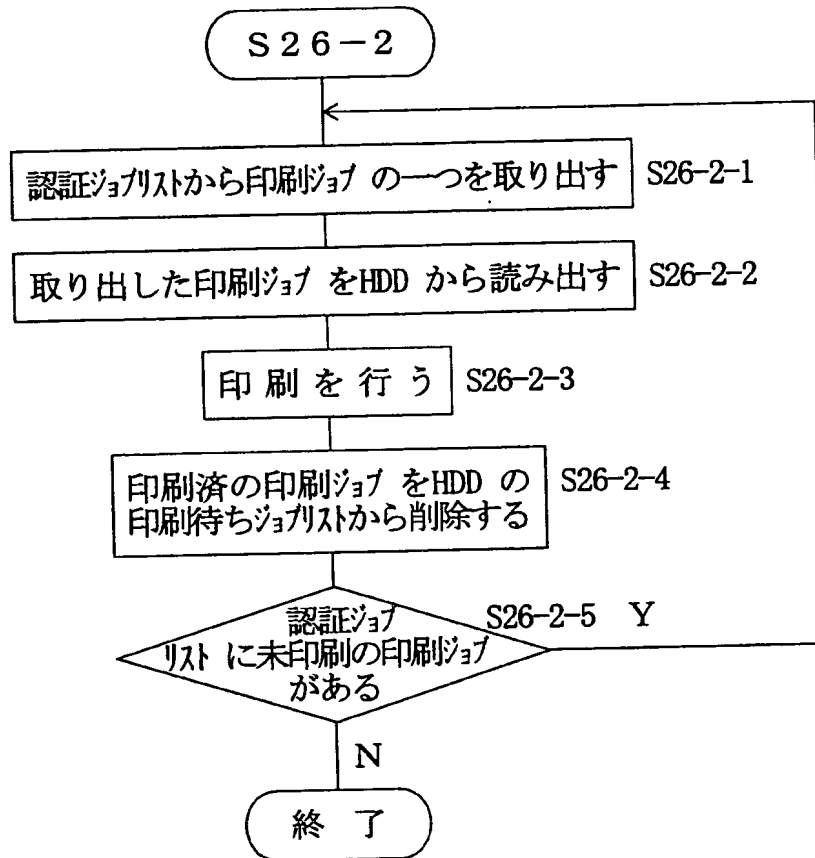 S26-2
認証ジョブリストから印刷ジョブ の一つを取り出す S26-2-1
取り出した印刷ジョブ をHDD から読み出す S26-2-2
印刷を行う S26-2-3
印刷済の印刷ジョブ をHDD の S26-2-4
印刷待ちジョブリストから削除する
認証ジョブ S26-2-5 Y
リスト に未印刷の印刷ジョブ
がある
N
終了